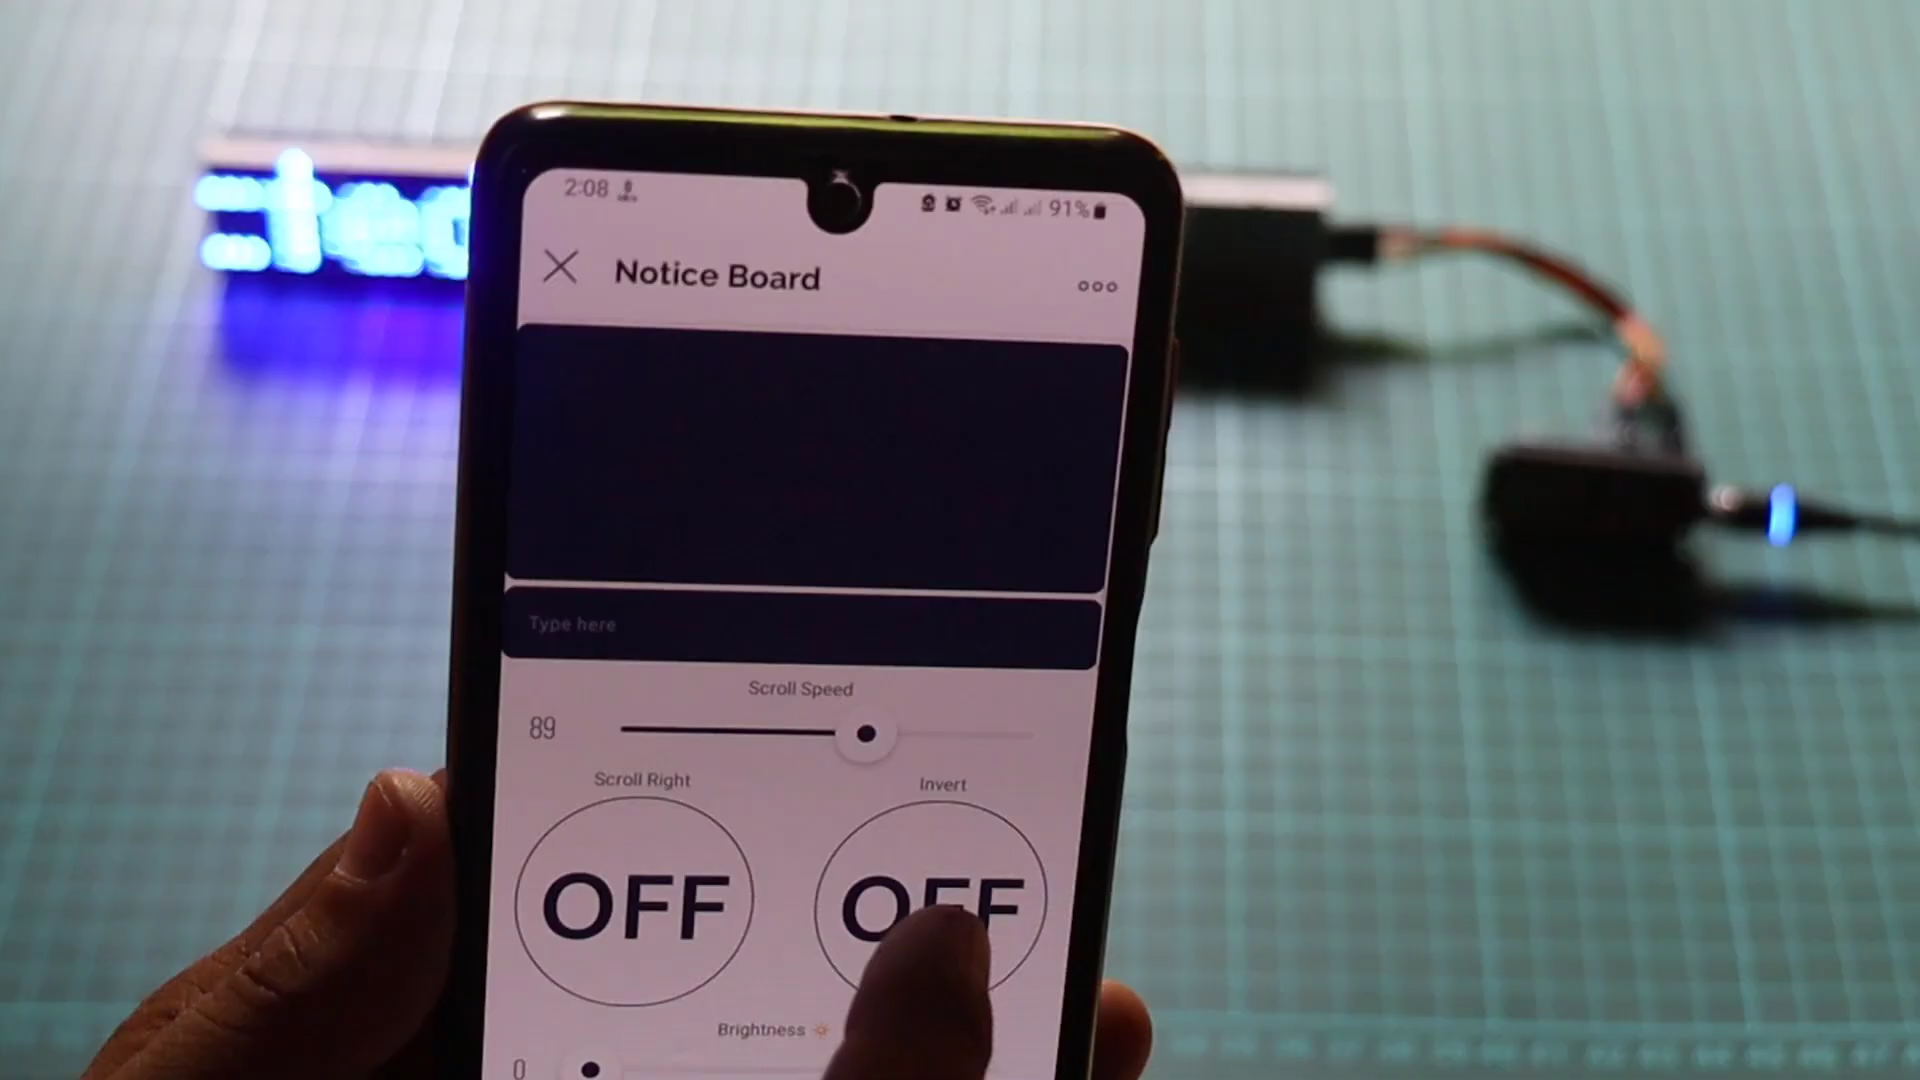 2:08
91%
Notice Board
Type here
Scroll Speed
89
Scroll Right
Invert
OFF
OFF
Brightness
0